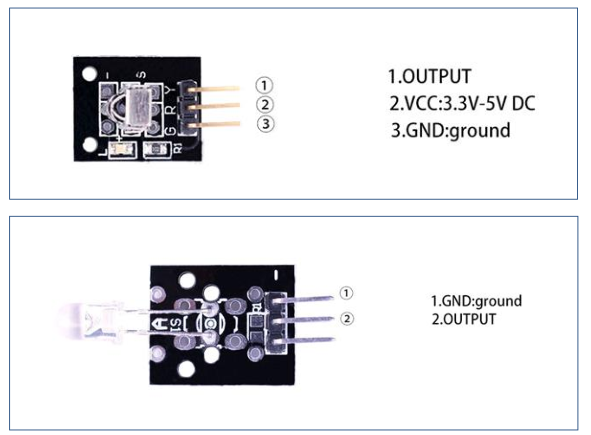 - S
Y
R
G
L
+
R1
①
②
③
1.OUTPUT
2.VCC:3.3V-5V DC
3.GND:ground
-
①
②
1.GND:ground
2.OUTPUT